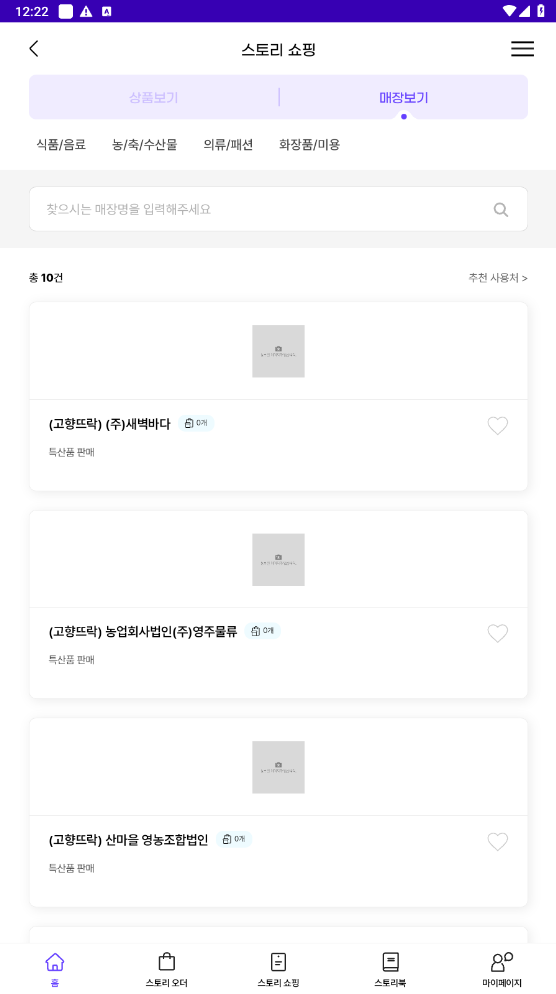 12:22
스토리 쇼핑
상품보기
매장보기
식품/음료 농/축/수산물 의류/패션 화장품/미용
찾으시는 매장명을 입력해주세요
총 10건
추천 사용처 >
(고향뜨락) (주)새벽바다 0개
특산품 판매
(고향뜨락) 농업회사법인(주)영주물류 0개
특산품 판매
(고향뜨락) 산마을 영농조합법인 0개
특산품 판매
홈 스토리 오더 스토리 쇼핑 스토리북 마이페이지